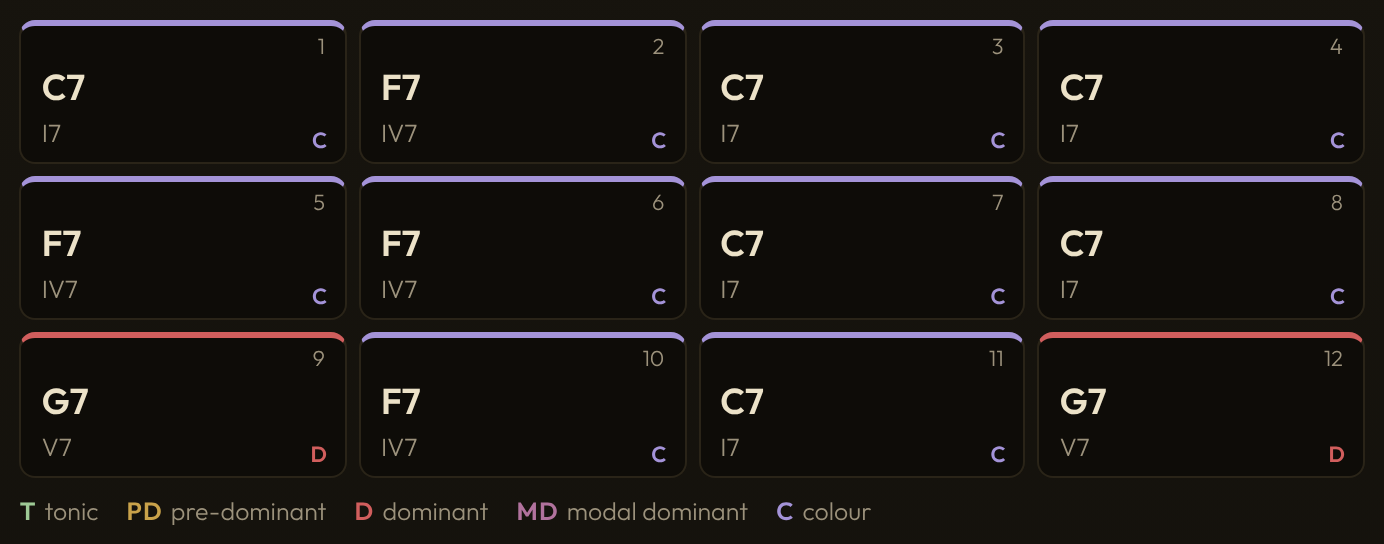 1 2 3 4
C7 F7 C7 C7
I7 C IV7 C I7 C I7 C
5 6 7 8
F7 F7 C7 C7
IV7 C IV7 C I7 C I7 C
9 10 11 12
G7 F7 C7 G7
V7 D IV7 C I7 C V7 D
T tonic PD pre-dominant D dominant MD modal dominant C colour